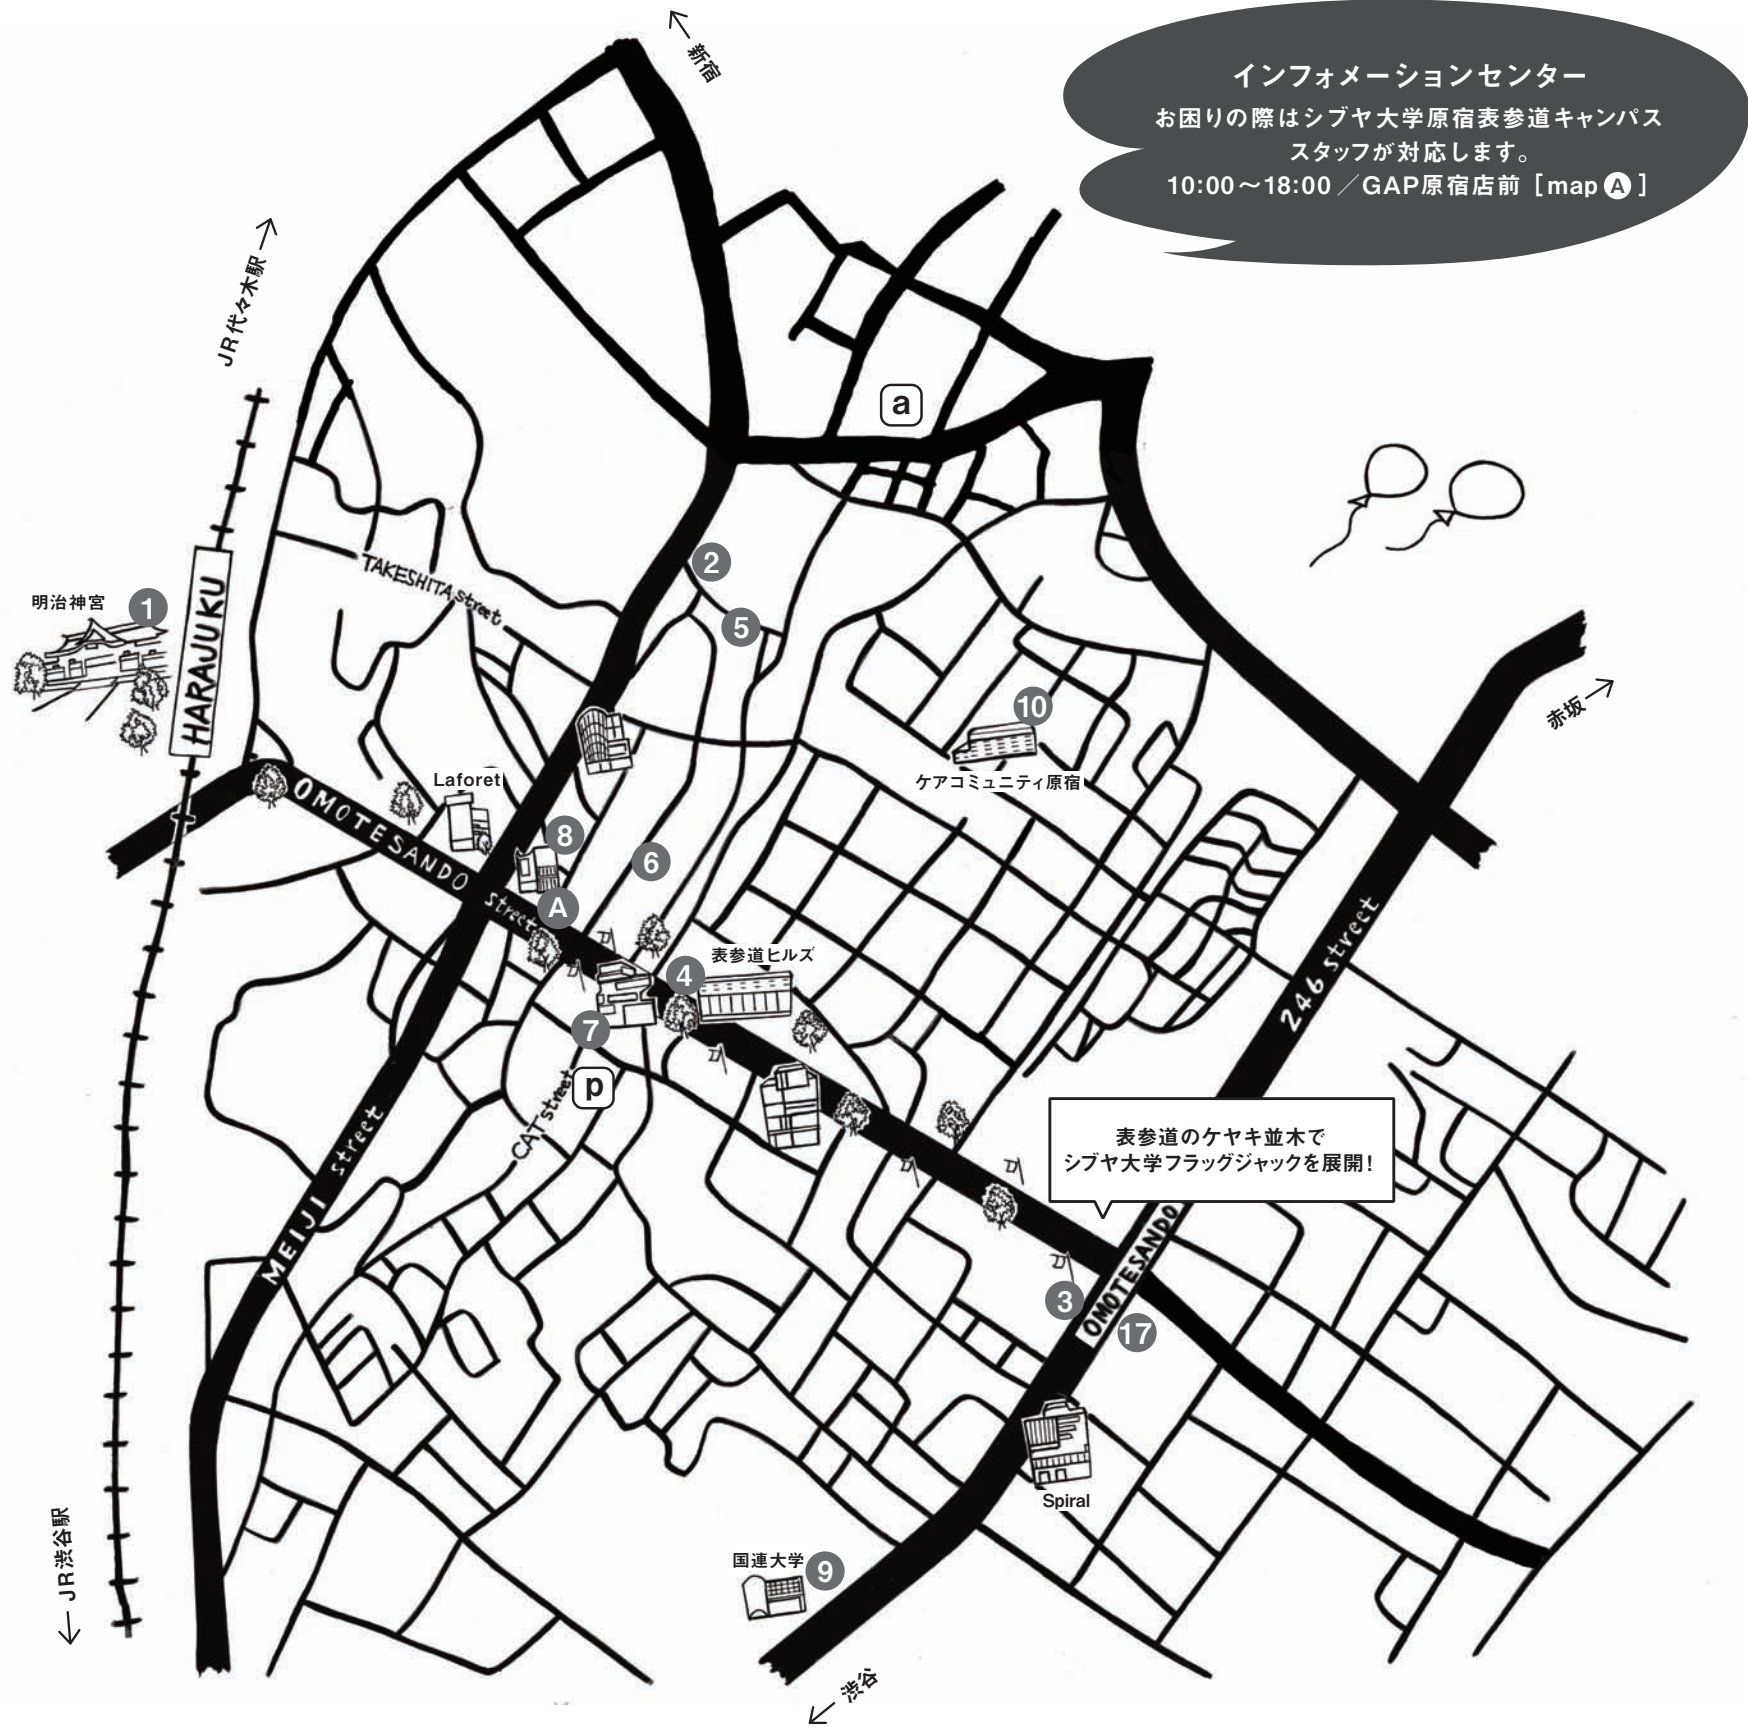 新宿
インフォメーションセンター
お困りの際はシブヤ大学原宿表参道キャンパス
スタッフが対応します。
10:00～18:00／GAP原宿店前［map A］
JR代々木駅
a
2
TAKESHITA street
明治神宮
1
HARAJUKU
5
赤坂
10
ケアコミュニティ原宿
Laforet
OMOTESANDO street
8
6
A
表参道ヒルズ
4
246 street
7
p
CAT street
MEIJI street
表参道のケヤキ並木で
シブヤ大学フラッグジャックを展開！
OMOTESANDO
3
17
Spiral
JR渋谷駅
国連大学
9
渋谷